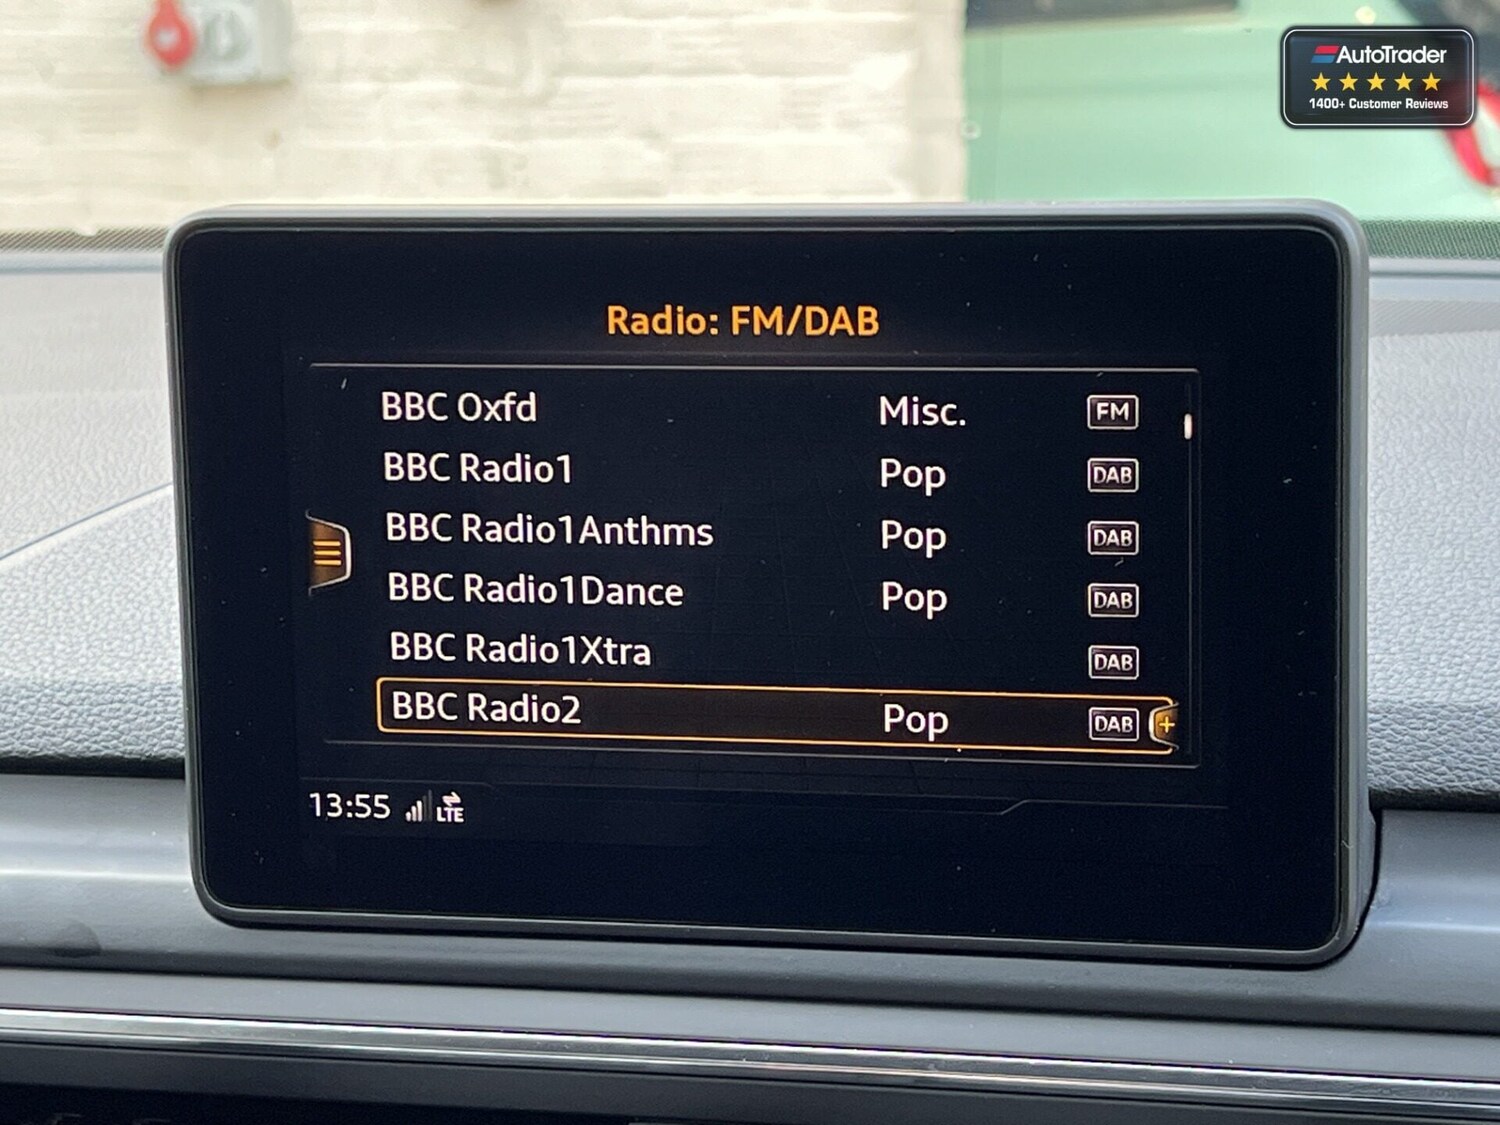 AutoTrader
1400+ Customer Reviews
Radio: FM/DAB
BBC Oxfd Misc. FM
BBC Radio1 Pop DAB
BBC Radio1Anthms Pop DAB
BBC Radio1Dance Pop DAB
BBC Radio1Xtra DAB
BBC Radio2 Pop DAB +
13:55 LTE